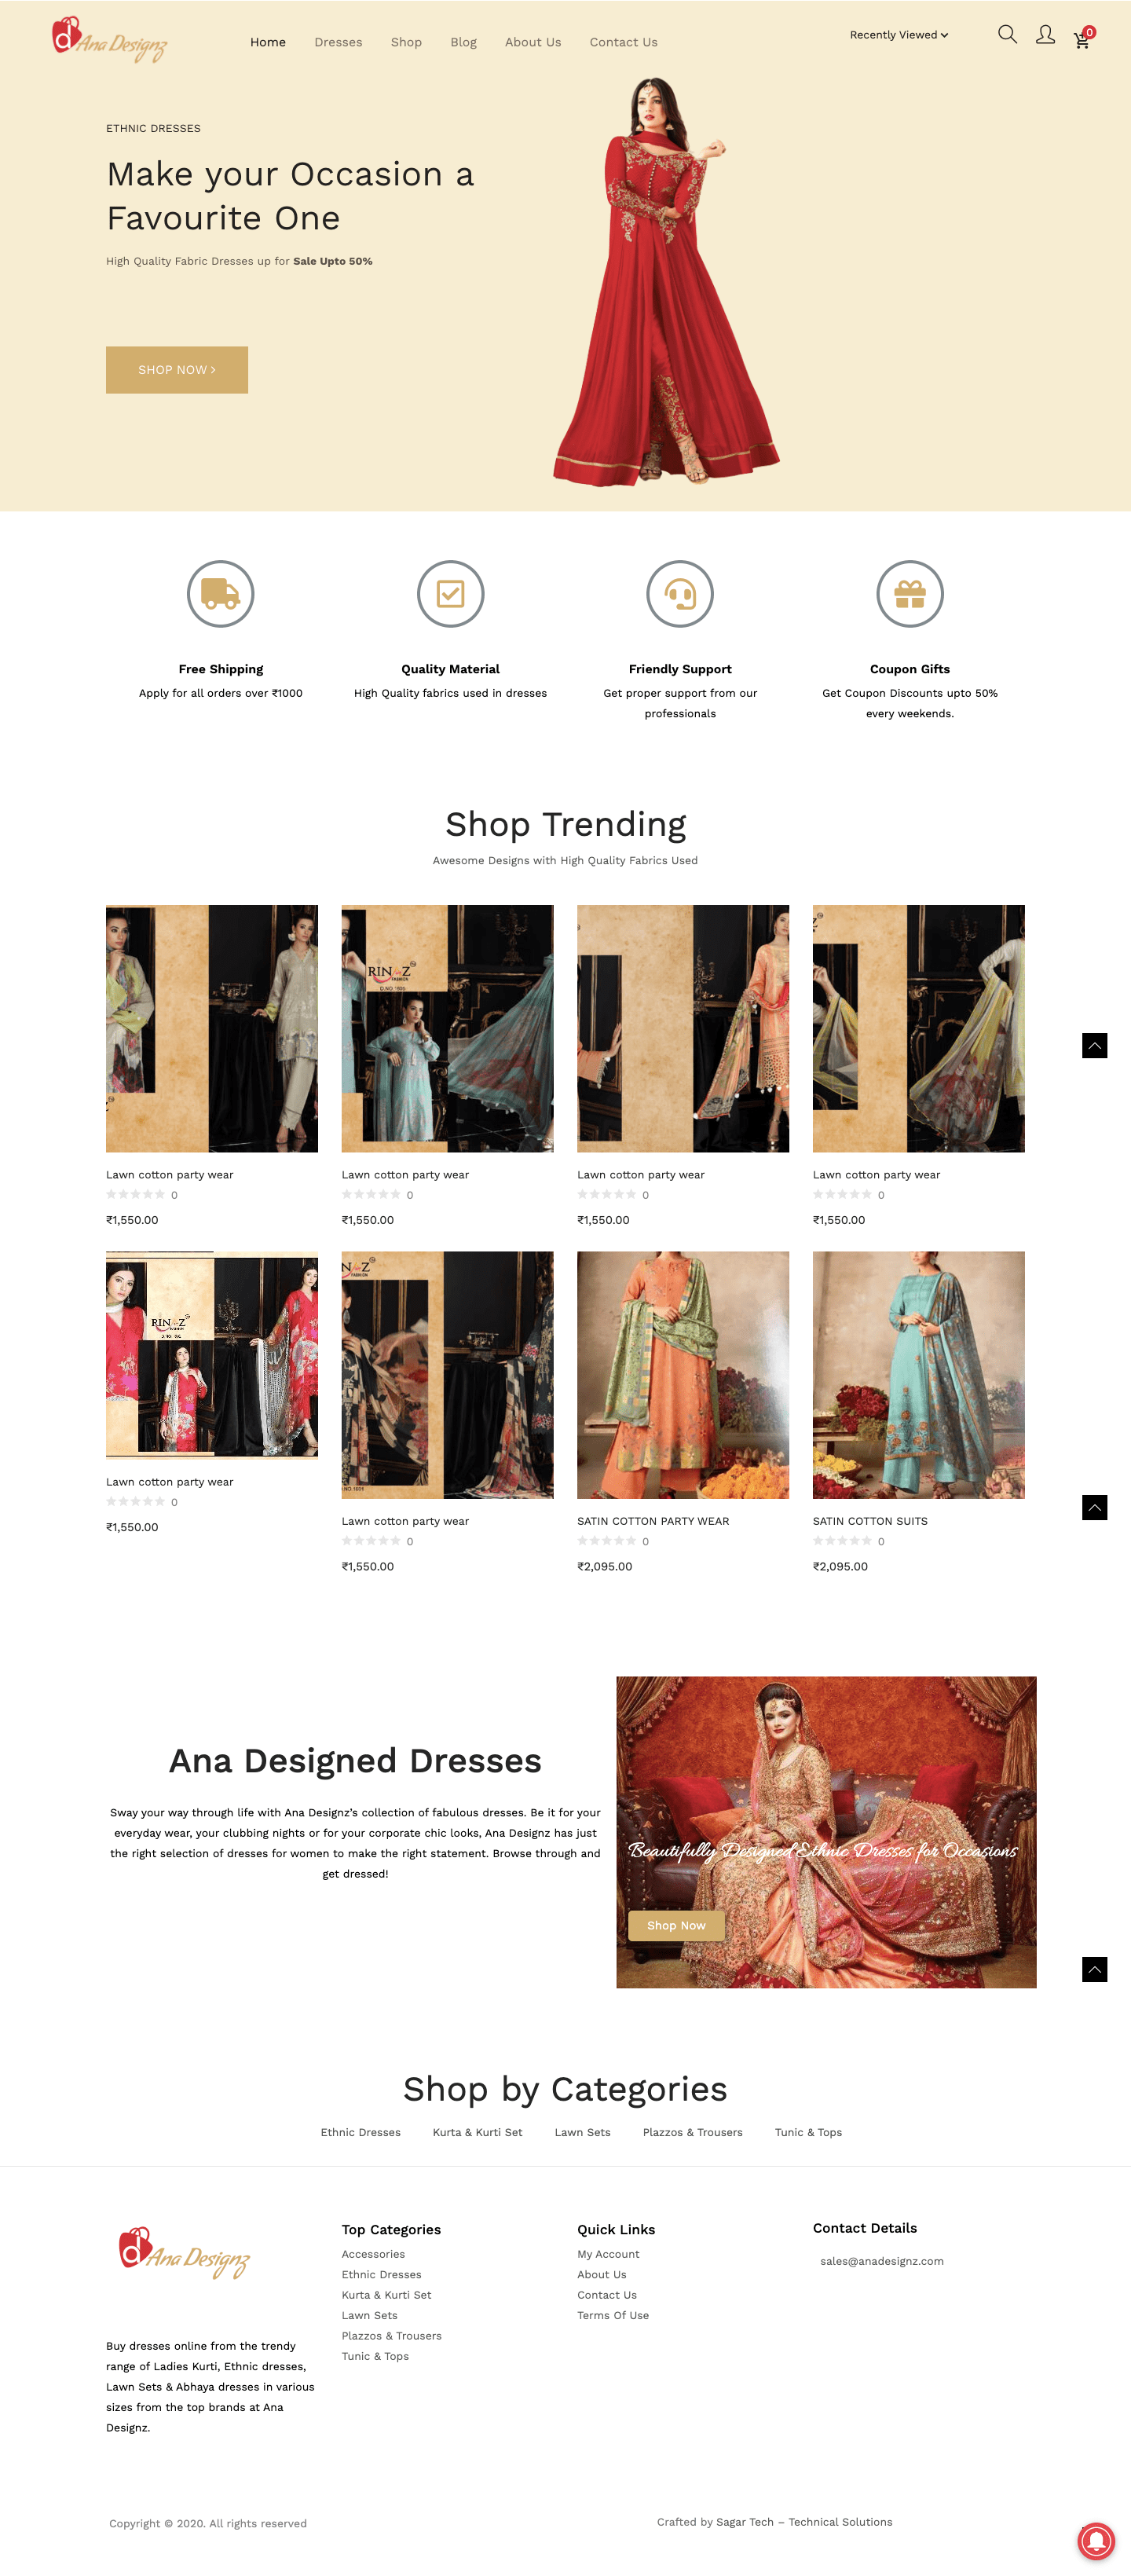 Ana Designz
Home
Dresses
Shop
Blog
About Us
Contact Us
Recently Viewed
0
ETHNIC DRESSES
Make your Occasion a
Favourite One
High Quality Fabric Dresses up for Sale Upto 50%
SHOP NOW
Free Shipping
Apply for all orders over ₹1000
Quality Material
High Quality fabrics used in dresses
Friendly Support
Get proper support from our
professionals
Coupon Gifts
Get Coupon Discounts upto 50%
every weekends.
Shop Trending
Awesome Designs with High Quality Fabrics Used
Lawn cotton party wear
0
₹1,550.00
RINAZ
FASHION
Lawn cotton party wear
0
₹1,550.00
Lawn cotton party wear
0
₹1,550.00
Lawn cotton party wear
0
₹1,550.00
RINAZ
Lawn cotton party wear
0
₹1,550.00
Lawn cotton party wear
0
₹1,550.00
SATIN COTTON PARTY WEAR
0
₹2,095.00
SATIN COTTON SUITS
0
₹2,095.00
Ana Designed Dresses
Sway your way through life with Ana Designz’s collection of fabulous dresses. Be it for your
everyday wear, your clubbing nights or for your corporate chic looks, Ana Designz has just
the right selection of dresses for women to make the right statement. Browse through and
get dressed!
Beautifully Designed Ethnic Dresses for Occasions
Shop Now
Shop by Categories
Ethnic Dresses
Kurta & Kurti Set
Lawn Sets
Plazzos & Trousers
Tunic & Tops
Ana Designz
Buy dresses online from the trendy
range of Ladies Kurti, Ethnic dresses,
Lawn Sets & Abhaya dresses in various
sizes from the top brands at Ana
Designz.
Top Categories
Accessories
Ethnic Dresses
Kurta & Kurti Set
Lawn Sets
Plazzos & Trousers
Tunic & Tops
Quick Links
My Account
About Us
Contact Us
Terms Of Use
Contact Details
sales@anadesignz.com
Copyright © 2020. All rights reserved
Crafted by Sagar Tech – Technical Solutions